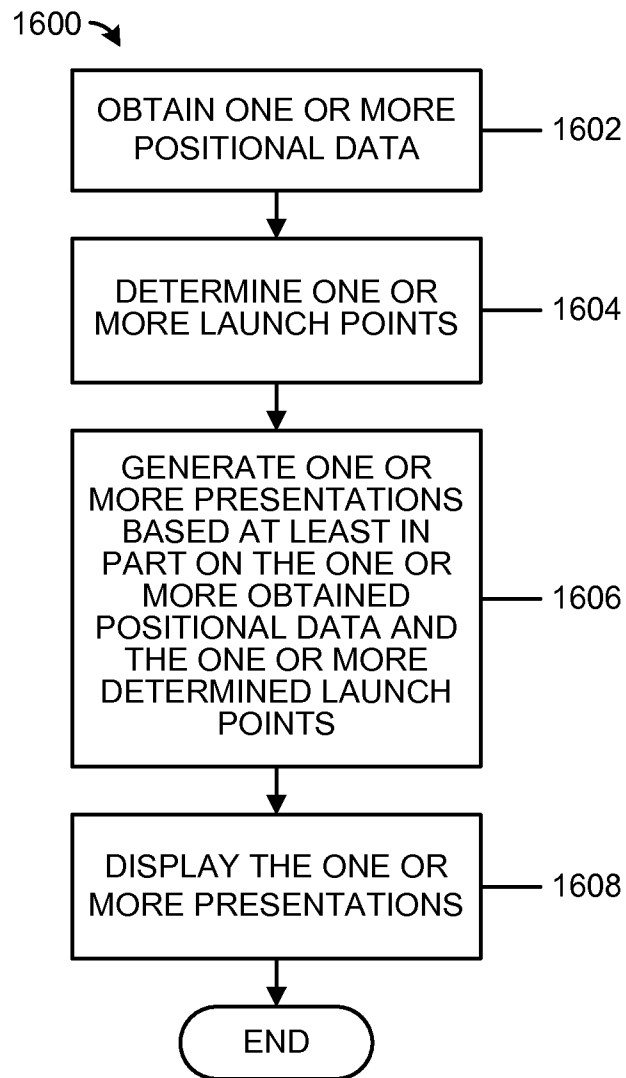 1600
OBTAIN ONE OR MORE
POSITIONAL DATA
1602
DETERMINE ONE OR
MORE LAUNCH POINTS
1604
GENERATE ONE OR
MORE PRESENTATIONS
BASED AT LEAST IN
PART ON THE ONE OR
MORE OBTAINED
POSITIONAL DATA AND
THE ONE OR MORE
DETERMINED LAUNCH
POINTS
1606
DISPLAY THE ONE OR
MORE PRESENTATIONS
1608
END